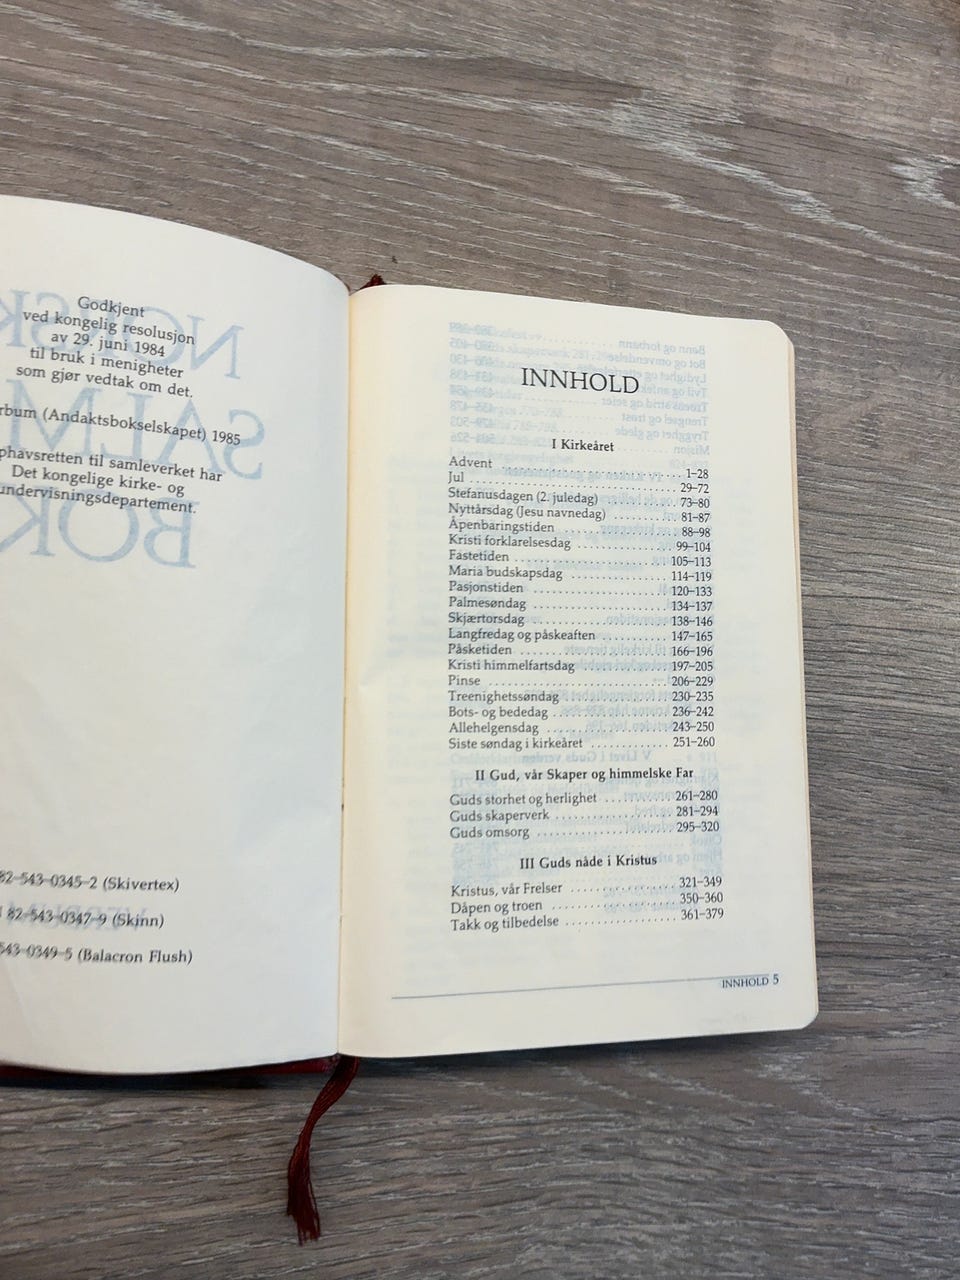 Godkjent
ved kongelig resolusjon
av 29. juni 1984
til bruk i menigheter
som gjør vedtak om det.
(Andaktsbokselskapet) 1985
til samleverket har
Det kongelige kirke- og
undervisningsdepartement.
82-543-0345-2 (Skivertex)
82-543-0347-9 (Skinn)
543-0349-5 (Balacron Flush)
INNHOLD
I Kirkeåret
Advent 1–28
Jul 29–72
Stefanusdagen (2. juledag) 73–80
Nyttårsdag (Jesu navnedag) 81–87
Åpenbaringstiden 88–98
Kristi forklarelsesdag 99–104
Fastetiden 105–113
Maria budskapsdag 114–119
Pasjonstiden 120–133
Palmesøndag 134–137
Skjærtorsdag 138–146
Langfredag og påskeaften 147–165
Påsketiden 166–196
Kristi himmelfartsdag 197–205
Pinse 206–229
Treenighetssøndag 230–235
Bots- og bededag 236–242
Allehelgensdag 243–250
Siste søndag i kirkeåret 251–260
II Gud, vår Skaper og himmelske Far
Guds storhet og herlighet 261–280
Guds skaperverk 281–294
Guds omsorg 295–320
III Guds nåde i Kristus
Kristus, vår Frelser 321–349
Dåpen og troen 350–360
Takk og tilbedelse 361–379
INNHOLD 5